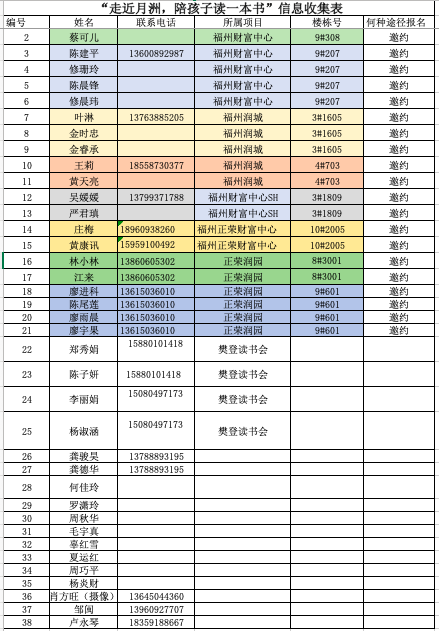 “走近月洲，陪孩子读一本书”信息收集表
编号 姓名 联系电话 所属项目 楼栋号 何种途径报名
2 蔡可儿 福州财富中心 9#308 邀约
3 陈建平 13600892987 福州财富中心 9#207 邀约
4 修珊玲 福州财富中心 9#207 邀约
5 陈晨锋 福州财富中心 9#207 邀约
6 修晨玮 福州财富中心 9#207 邀约
7 叶淋 13763885205 福州润城 3#1605 邀约
8 金时忠 福州润城 3#1605 邀约
9 金睿承 福州润城 3#1605 邀约
10 王莉 18558730377 福州润城 4#703 邀约
11 黄天亮 福州润城 4#703 邀约
12 吴媛媛 13799371788 福州财富中心SH 3#1809 邀约
13 严君瑱 福州财富中心SH 3#1809 邀约
14 庄梅 18960938260 福州正荣财富中心 10#2005 邀约
15 黄康讯 15959100492 福州正荣财富中心 10#2005 邀约
16 林小林 13860605302 正荣润园 8#3001 邀约
17 江来 13860605302 正荣润园 8#3001 邀约
18 廖进科 13615036010 正荣润园 9#601 邀约
19 陈尾莲 13615036010 正荣润园 9#601 邀约
20 廖雨晨 13615036010 正荣润园 9#601 邀约
21 廖宇果 13615036010 正荣润园 9#601 邀约
22 郑秀娟 15880101418 樊登读书会
23 陈子妍 15880101418 樊登读书会
24 李丽娟 15080497173 樊登读书会
25 杨淑涵 15080497173 樊登读书会
26 龚骏昊 13788893195
27 龚德华 13788893195
28 何佳玲
29 罗潇玲
30 周秋华
31 毛宇真
32 辜红雪
33 夏运红
34 周巧平
35 杨炎财
36 肖方旺（摄像） 13645044360
37 邹闽 13960927707
38 卢永琴 18359188667